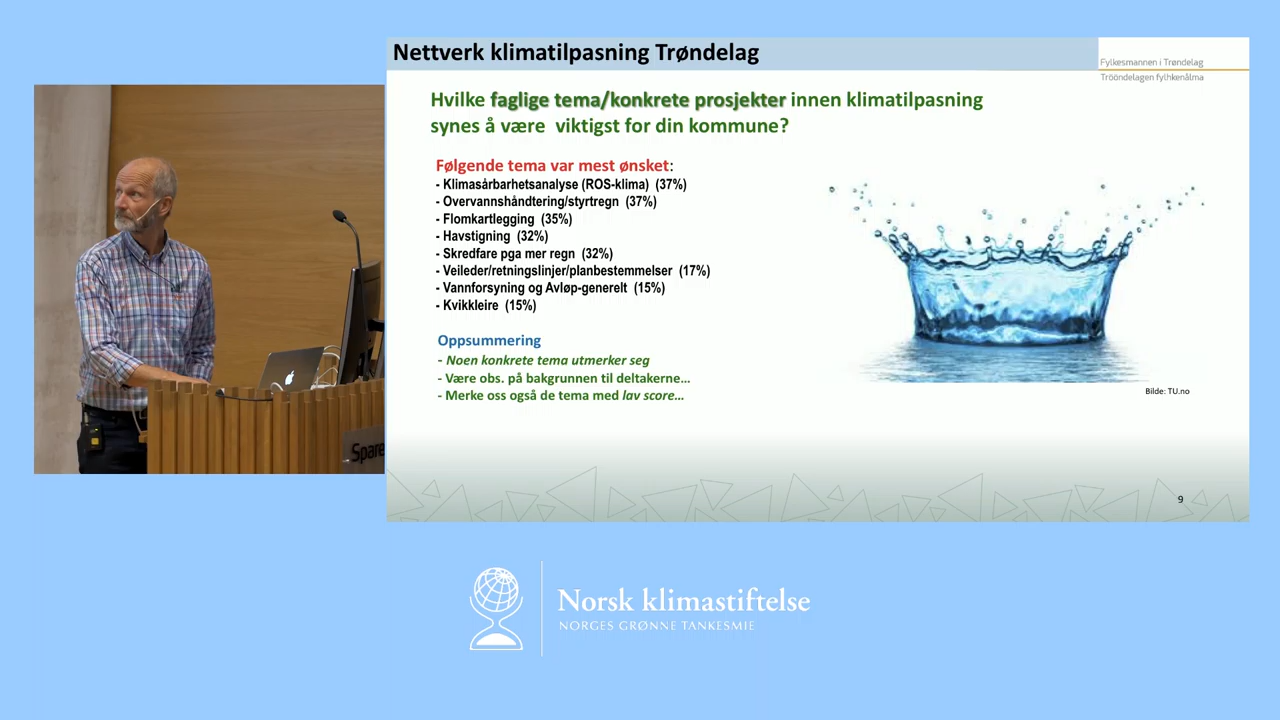 Nettverk klimatilpasning Trøndelag
Fylkesmannen i Trøndelag
Trööndelagen fylhkenålma
Hvilke faglige tema/konkrete prosjekter innen klimatilpasning
synes å være viktigst for din kommune?
Følgende tema var mest ønsket:
- Klimasårbarhetsanalyse (ROS-klima) (37%)
- Overvannshåndtering/styrtregn (37%)
- Flomkartlegging (35%)
- Havstigning (32%)
- Skredfare pga mer regn (32%)
- Veileder/retningslinjer/planbestemmelser (17%)
- Vannforsyning og Avløp-generelt (15%)
- Kvikkleire (15%)
Oppsummering
- Noen konkrete tema utmerker seg
- Være obs. på bakgrunnen til deltakerne…
- Merke oss også de tema med lav score…
Bilde: TU.no
9
Spare
Norsk klimastiftelse
NORGES GRØNNE TANKESMIE